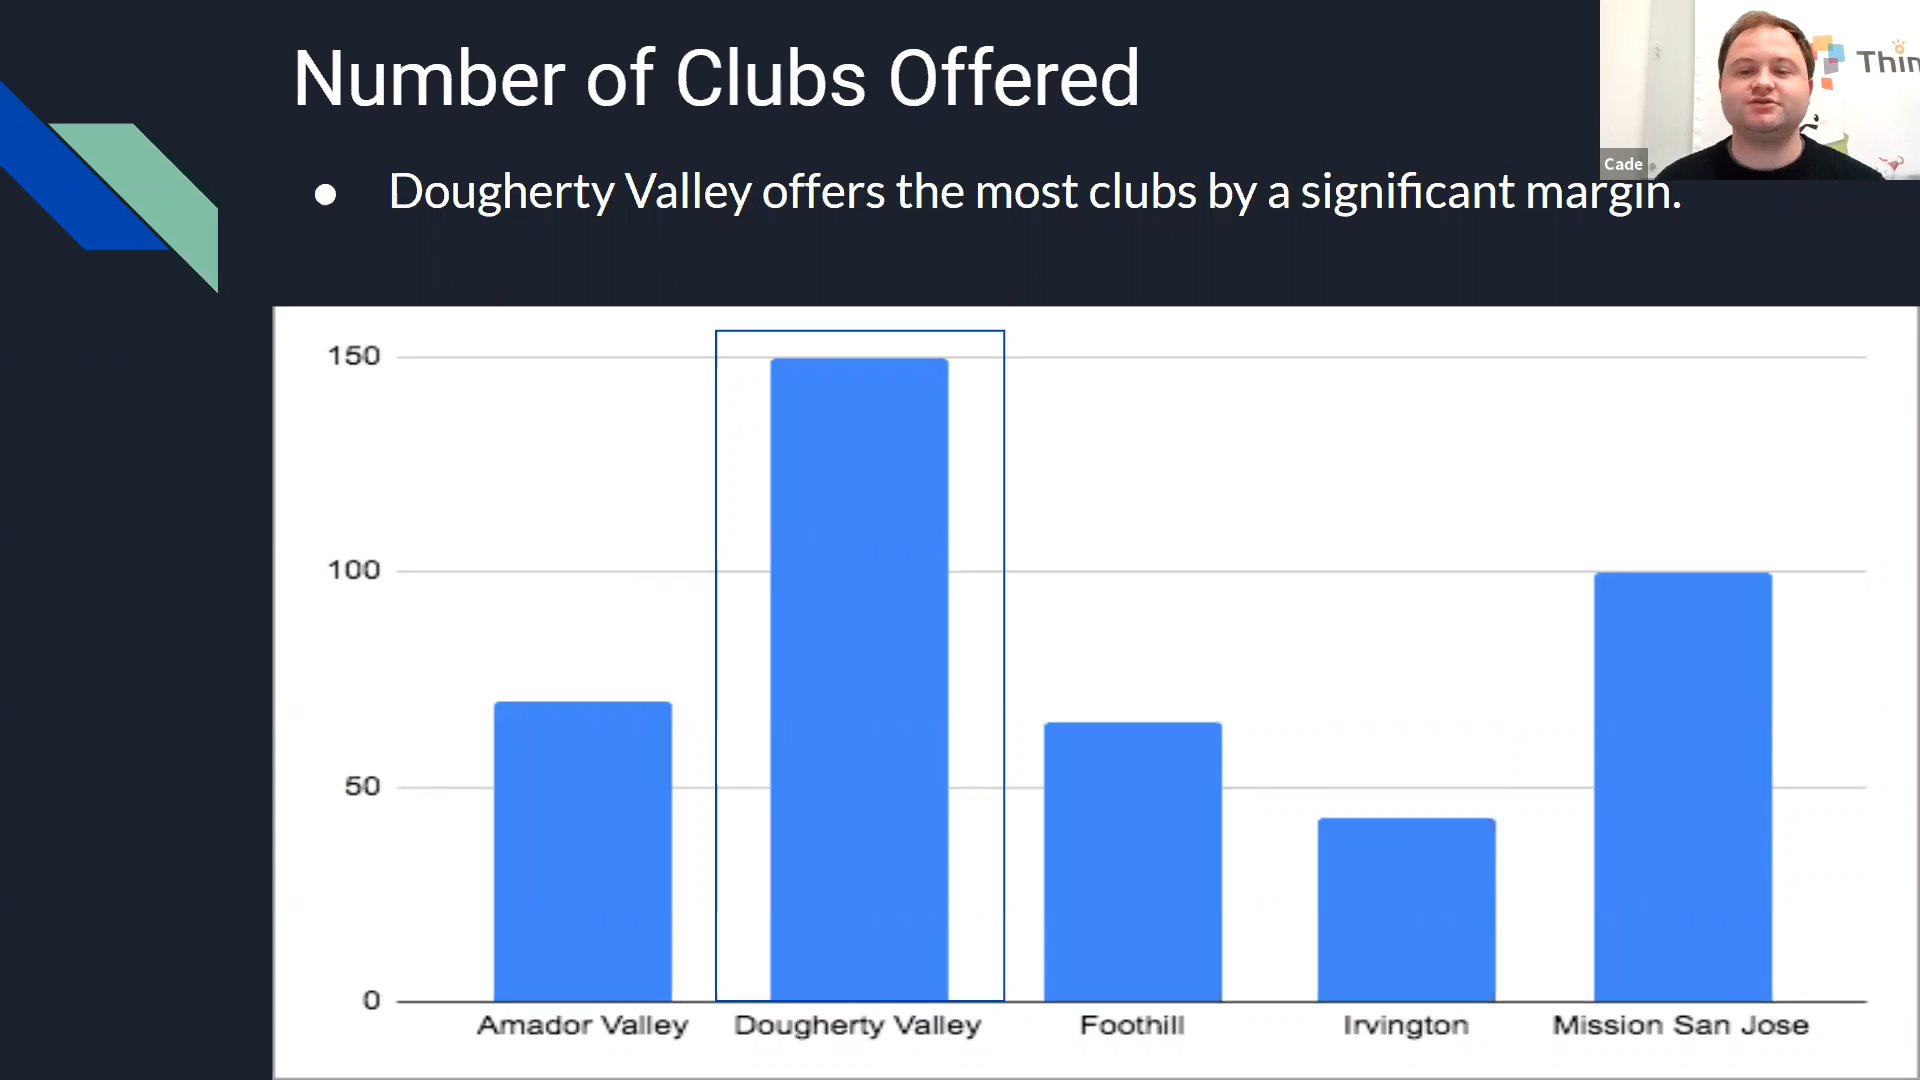 Number of Clubs Offered
Thin
Cade
● Dougherty Valley offers the most clubs by a significant margin.
150
100
50
0
Amador Valley Dougherty Valley Foothill Irvington Mission San Jose